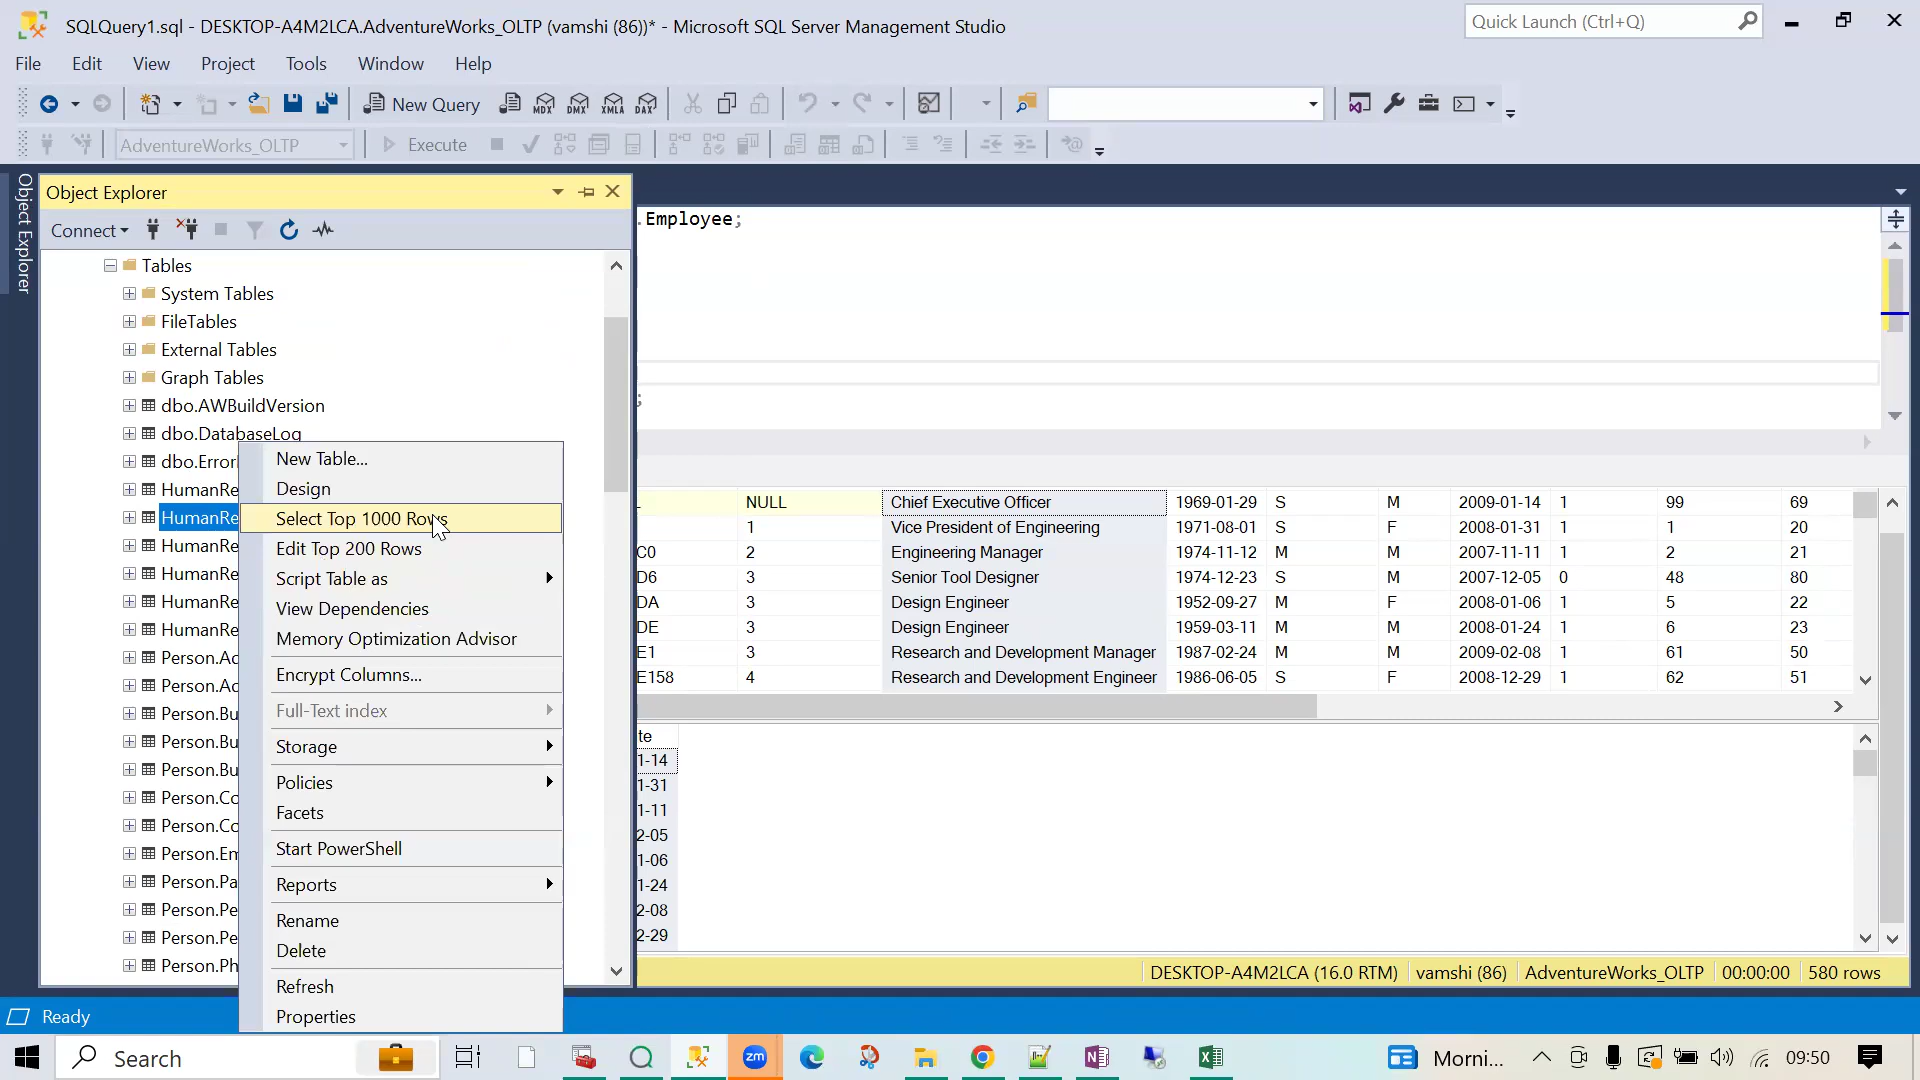 SQLQuery1.sql - DESKTOP-A4M2LCA.AdventureWorks_OLTP (vamshi (86))* - Microsoft SQL Server Management Studio
Quick Launch (Ctrl+Q)
File Edit View Project Tools Window Help
New Query MDX DMX XMLA DAX
AdventureWorks_OLTP Execute
Object Explorer
Object Explorer
.Employee;
Connect
Tables
System Tables
FileTables
External Tables
Graph Tables
;
dbo.AWBuildVersion
dbo.DatabaseLog
dbo.Errorl
HumanRe
HumanRe
HumanRe
HumanRe
HumanRe
HumanRe
Person.Ac
Person.Ac
Person.Bu
Person.Bu
Person.Bu
Person.Co
Person.Co
Person.En
Person.Pa
Person.Pe
Person.Pe
Person.Ph
New Table...
Design
Select Top 1000 Rows
Edit Top 200 Rows
Script Table as
View Dependencies
Memory Optimization Advisor
Encrypt Columns...
Full-Text index
Storage
Policies
Facets
Start PowerShell
Reports
Rename
Delete
Refresh
Properties
NULL Chief Executive Officer 1969-01-29 S M 2009-01-14 1 99 69
1 Vice President of Engineering 1971-08-01 S F 2008-01-31 1 1 20
C0 2 Engineering Manager 1974-11-12 M M 2007-11-11 1 2 21
D6 3 Senior Tool Designer 1974-12-23 S M 2007-12-05 0 48 80
DA 3 Design Engineer 1952-09-27 M F 2008-01-06 1 5 22
DE 3 Design Engineer 1959-03-11 M M 2008-01-24 1 6 23
E1 3 Research and Development Manager 1987-02-24 M M 2009-02-08 1 61 50
E158 4 Research and Development Engineer 1986-06-05 S F 2008-12-29 1 62 51
te
1-14
1-31
1-11
2-05
1-06
1-24
2-08
2-29
DESKTOP-A4M2LCA (16.0 RTM) vamshi (86) AdventureWorks_OLTP 00:00:00 580 rows
Ready
Search
zm
Morni...
09:50